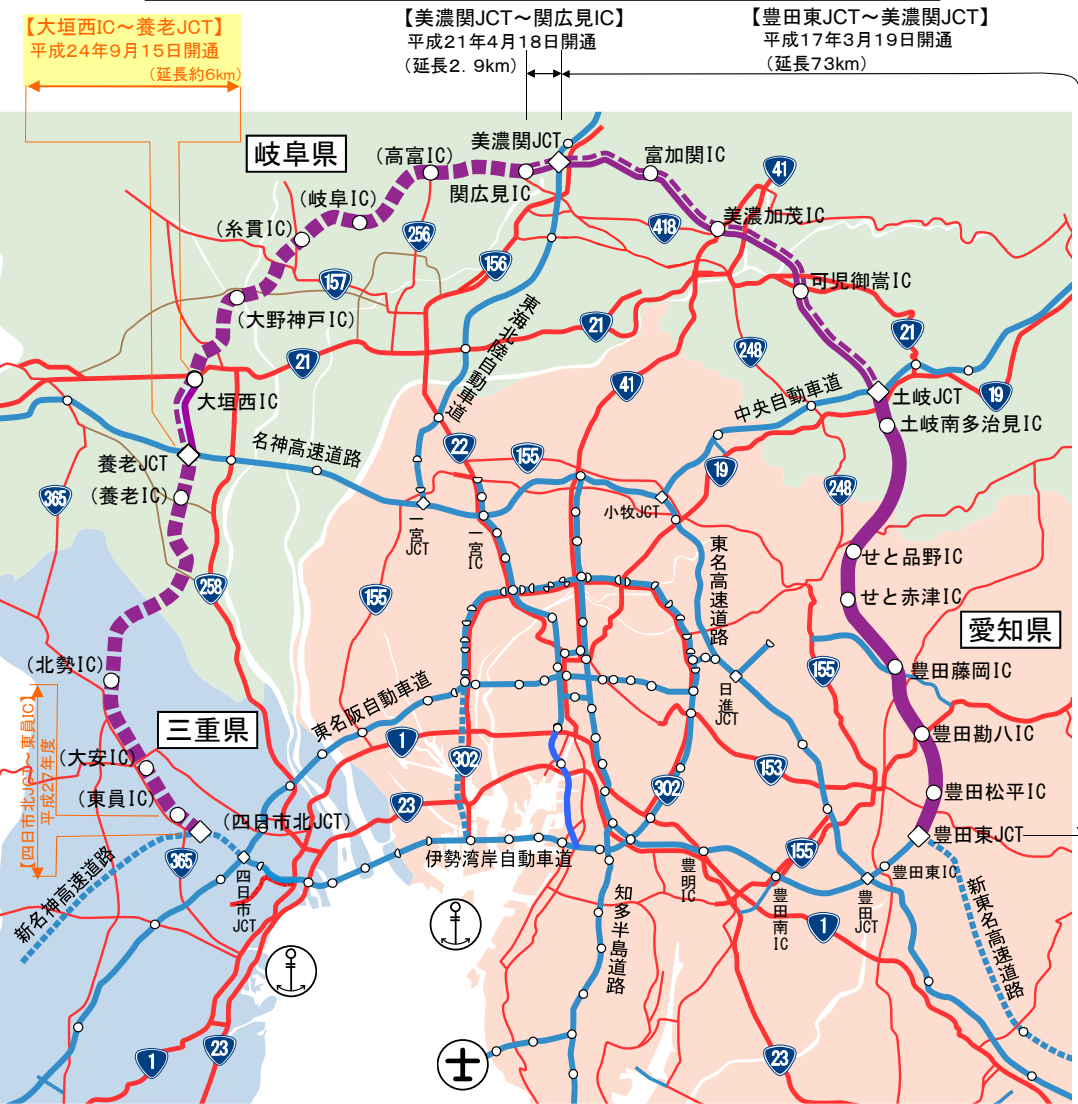 【大垣西IC～養老JCT】
平成24年9月15日開通
（延長約6km）
【美濃関JCT～関広見IC】
平成21年4月18日開通
（延長2．9km）
【豊田東JCT～美濃関JCT】
平成17年3月19日開通
（延長73km）
岐阜県
（高富IC）
美濃関JCT
関広見IC
富加関IC
41
（岐阜IC）
（糸貫IC）
256
418
美濃加茂IC
156
157
可児御嵩IC
（大野神戸IC）
東海北陸自動車道
21
21
21
248
41
19
大垣西IC
中央自動車道
土岐JCT
土岐南多治見IC
名神高速道路
22
155
養老JCT
19
365
（養老IC）
248
一宮JCT
一宮IC
小牧JCT
東名高速道路
せと品野IC
258
155
せと赤津IC
愛知県
（北勢IC）
155
豊田藤岡IC
日進JCT
東名阪自動車道
三重県
1
豊田勘八IC
【四日市北JCT～東員IC】
平成27年度
（大安IC）
302
153
302
豊田松平IC
（東員IC）
23
（四日市北JCT）
豊田東JCT
伊勢湾岸自動車道
155
365
豊明IC
豊田東IC
新名神高速道路
四日市JCT
豊田南IC
豊田JCT
新東名高速道路
1
知多半島道路
1
23
23